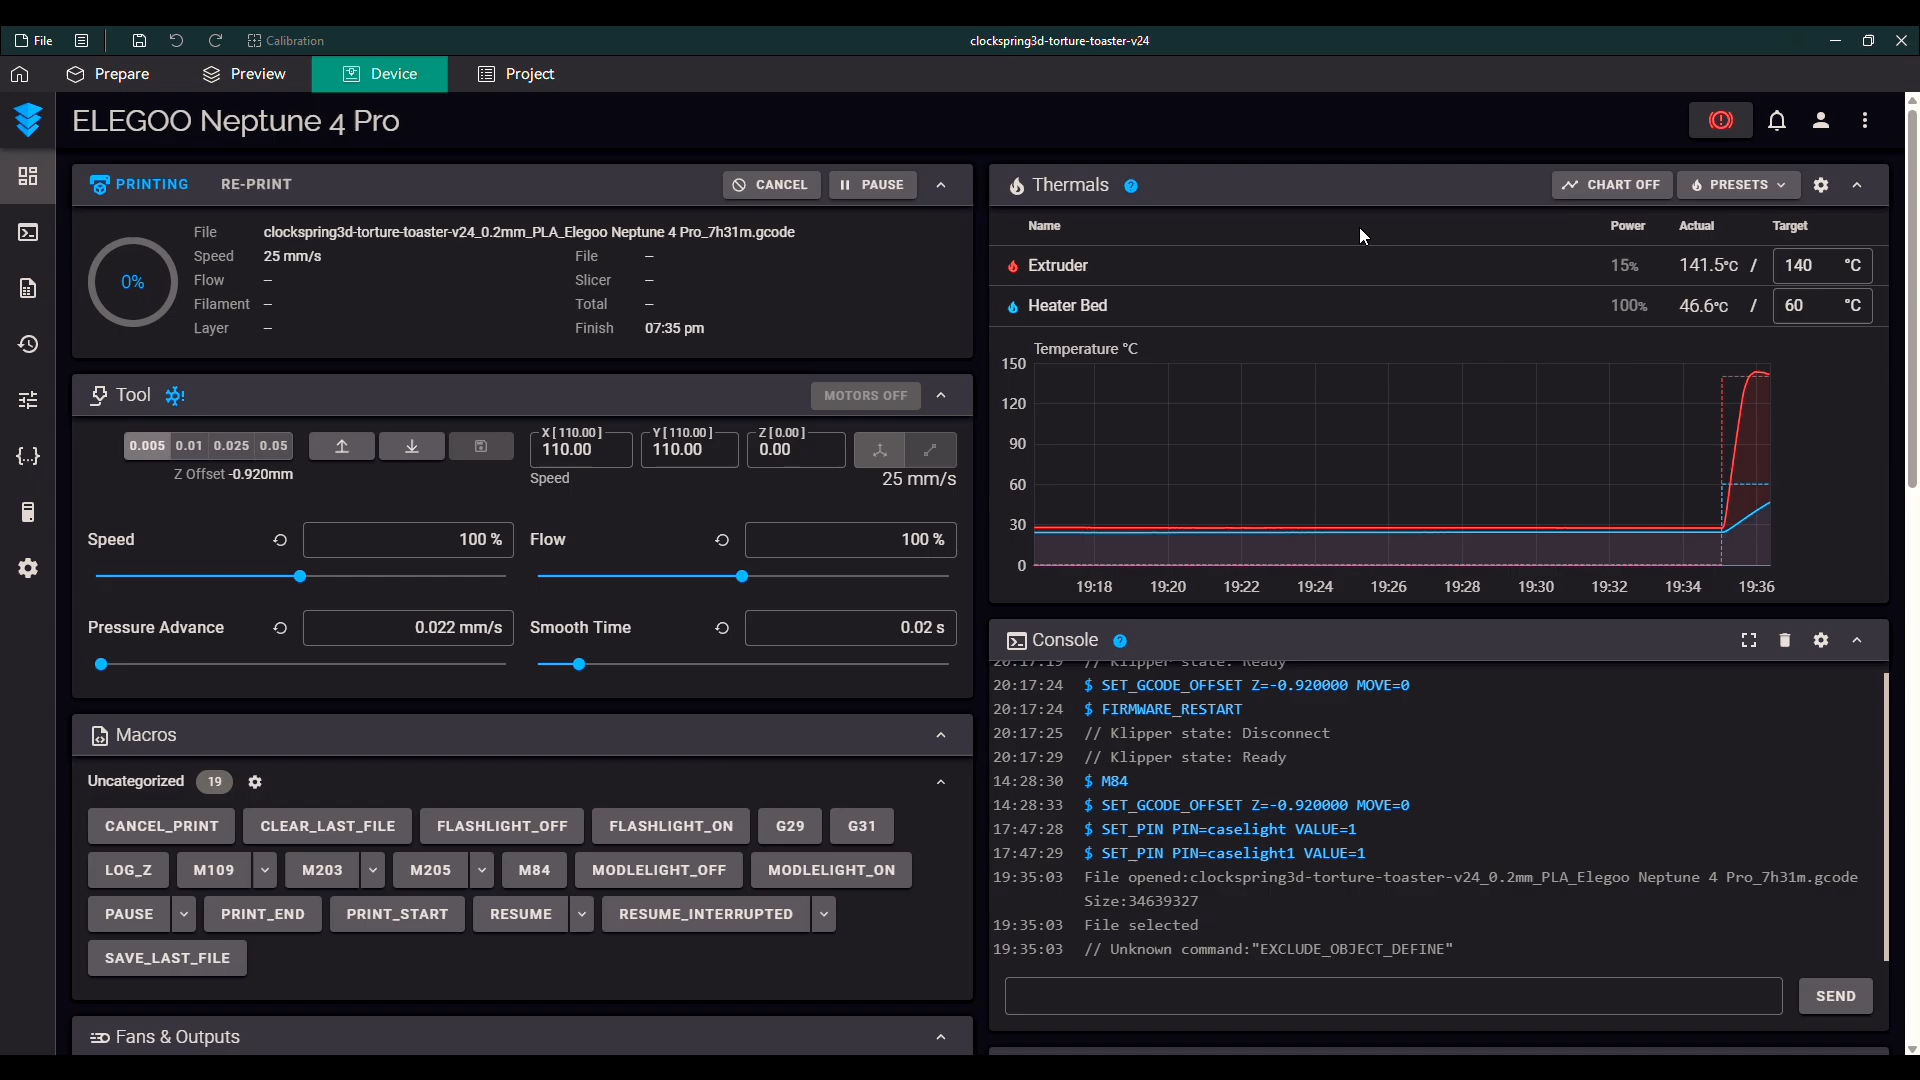 File
Calibration
clockspring3d-torture-toaster-v24
Prepare
Preview
Device
Project
ELEGOO Neptune 4 Pro
PRINTING
RE-PRINT
CANCEL
PAUSE
0%
File clockspring3d-torture-toaster-v24_0.2mm_PLA_Elegoo Neptune 4 Pro_7h31m.gcode
Speed 25 mm/s File –
Flow – Slicer –
Filament – Total –
Layer – Finish 07:35 pm
Tool
MOTORS OFF
0.005 0.01 0.025 0.05
Z Offset -0.920mm
X [ 110.00 ] Y [ 110.00 ] Z [ 0.00 ]
110.00 110.00 0.00
Speed 25 mm/s
Speed 100 % Flow 100 %
Pressure Advance 0.022 mm/s Smooth Time 0.02 s
Macros
Uncategorized 19
CANCEL_PRINT CLEAR_LAST_FILE FLASHLIGHT_OFF FLASHLIGHT_ON G29 G31
LOG_Z M109 M203 M205 M84 MODLELIGHT_OFF MODLELIGHT_ON
PAUSE PRINT_END PRINT_START RESUME RESUME_INTERRUPTED
SAVE_LAST_FILE
Fans & Outputs
Thermals ?
CHART OFF
PRESETS
Name Power Actual Target
Extruder 15% 141.5°C / 140 °C
Heater Bed 100% 46.6°C / 60 °C
Temperature °C
150
120
90
60
30
0
19:18 19:20 19:22 19:24 19:26 19:28 19:30 19:32 19:34 19:36
Console ?
20:17:19 // Klipper state: Ready
20:17:24 $ SET_GCODE_OFFSET Z=-0.920000 MOVE=0
20:17:24 $ FIRMWARE_RESTART
20:17:25 // Klipper state: Disconnect
20:17:29 // Klipper state: Ready
14:28:30 $ M84
14:28:33 $ SET_GCODE_OFFSET Z=-0.920000 MOVE=0
17:47:28 $ SET_PIN PIN=caselight VALUE=1
17:47:29 $ SET_PIN PIN=caselight1 VALUE=1
19:35:03 File opened:clockspring3d-torture-toaster-v24_0.2mm_PLA_Elegoo Neptune 4 Pro_7h31m.gcode
Size:34639327
19:35:03 File selected
19:35:03 // Unknown command:"EXCLUDE_OBJECT_DEFINE"
SEND